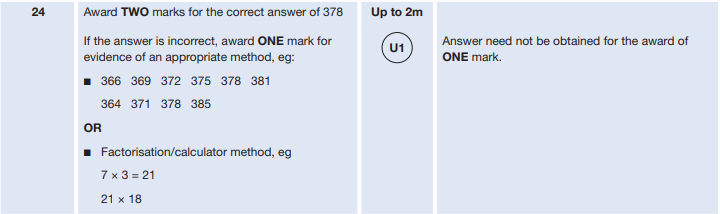 24
Award TWO marks for the correct answer of 378
If the answer is incorrect, award ONE mark for
evidence of an appropriate method, eg:
■ 366 369 372 375 378 381
364 371 378 385
OR
■ Factorisation/calculator method, eg
7 × 3 = 21
21 × 18
Up to 2m
U1
Answer need not be obtained for the award of
ONE mark.